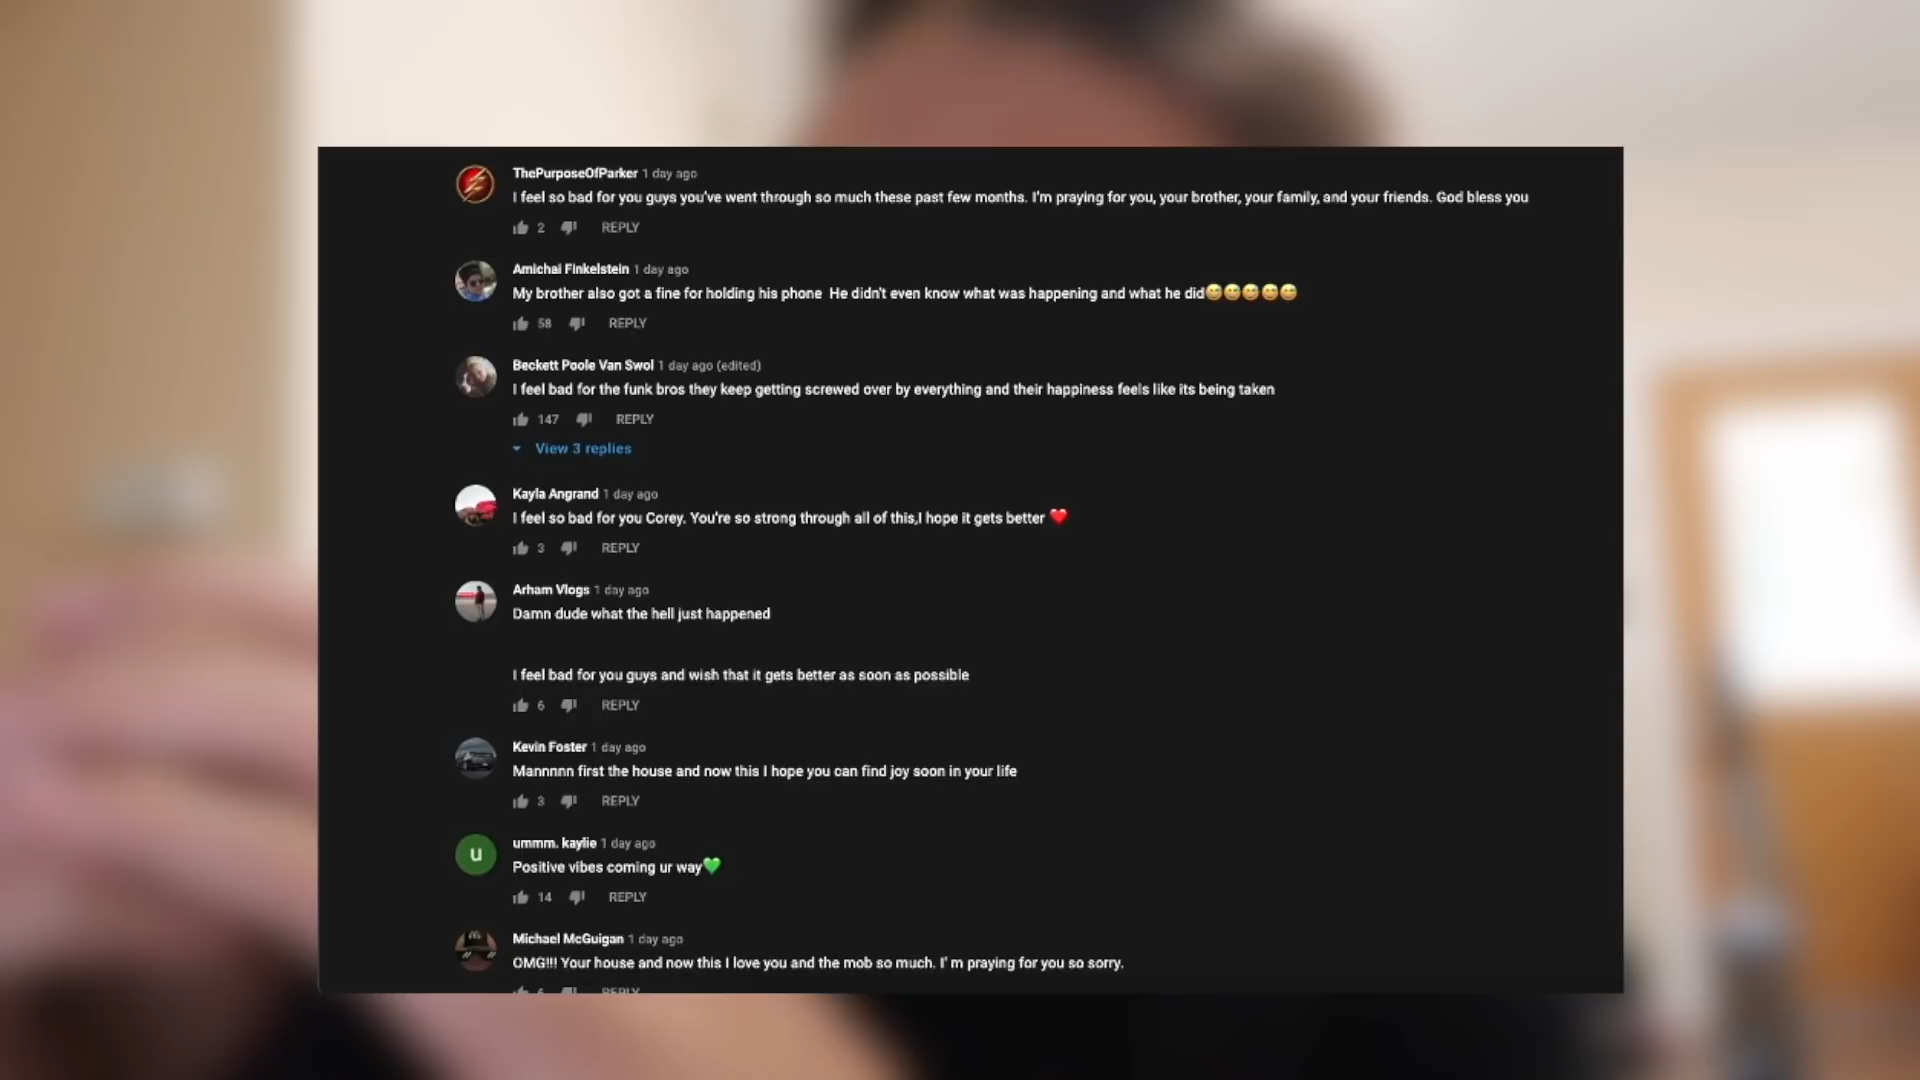 ThePurposeOfParker 1 day ago
I feel so bad for you guys you've went through so much these past few months. I'm praying for you, your brother, your family, and your friends. God bless you
2 REPLY
Amichai Finkelstein 1 day ago
My brother also got a fine for holding his phone He didn't even know what was happening and what he did😅😅😅😅😅
58 REPLY
Beckett Poole Van Swol 1 day ago (edited)
I feel bad for the funk bros they keep getting screwed over by everything and their happiness feels like its being taken
147 REPLY
View 3 replies
Kayla Angrand 1 day ago
I feel so bad for you Corey. You're so strong through all of this,I hope it gets better ❤️
3 REPLY
Arham Vlogs 1 day ago
Damn dude what the hell just happened
I feel bad for you guys and wish that it gets better as soon as possible
6 REPLY
Kevin Foster 1 day ago
Mannnnn first the house and now this I hope you can find joy soon in your life
3 REPLY
u
ummm. kaylie 1 day ago
Positive vibes coming ur way💚
14 REPLY
Michael McGuigan 1 day ago
OMG!!! Your house and now this I love you and the mob so much. I' m praying for you so sorry.
6 REPLY